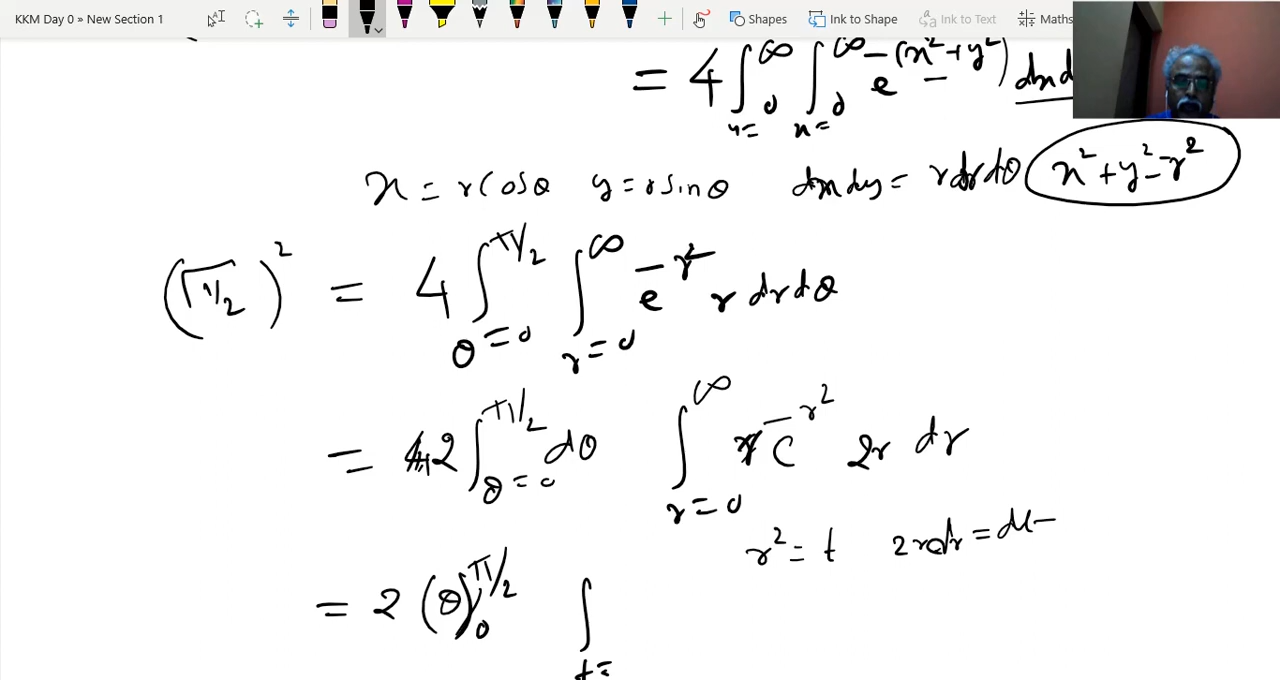 KKM Day 0 » New Section 1
Shapes Ink to Shape Ink to Text Maths
= 4 ∫_{y=0}^{∞} ∫_{x=0}^{∞} e^{-(x²+y²)} dx d
x = r cos θ y = r sin θ dx dy = r dr dθ x² + y² = r²
(Γ1/2)² = 4 ∫_{θ=0}^{π/2} ∫_{r=0}^{∞} e^{-r²} r dr dθ
= 2 ∫_{θ=0}^{π/2} dθ ∫_{r=0}^{∞} e^{-r²} 2r dr
r² = t 2r dr = dt
= 2 (θ)_0^{π/2} ∫_{t=